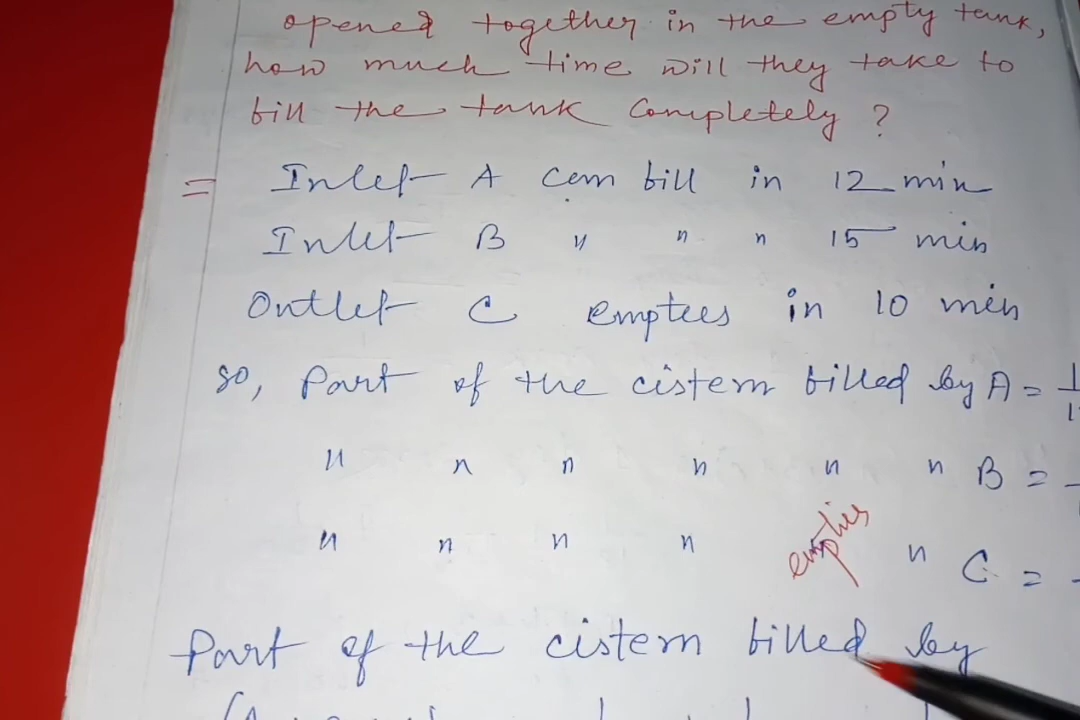 opened together in the empty tank,
how much time will they take to
fill the tank completely ?
= Inlet A can fill in 12 min
Inlet B " " " 15 min
Outlet C emptees in 10 min
so, Part of the cistern filled by A = 1
" " " " " " B =
" " " " empties " C =
Part of the cistern filled by